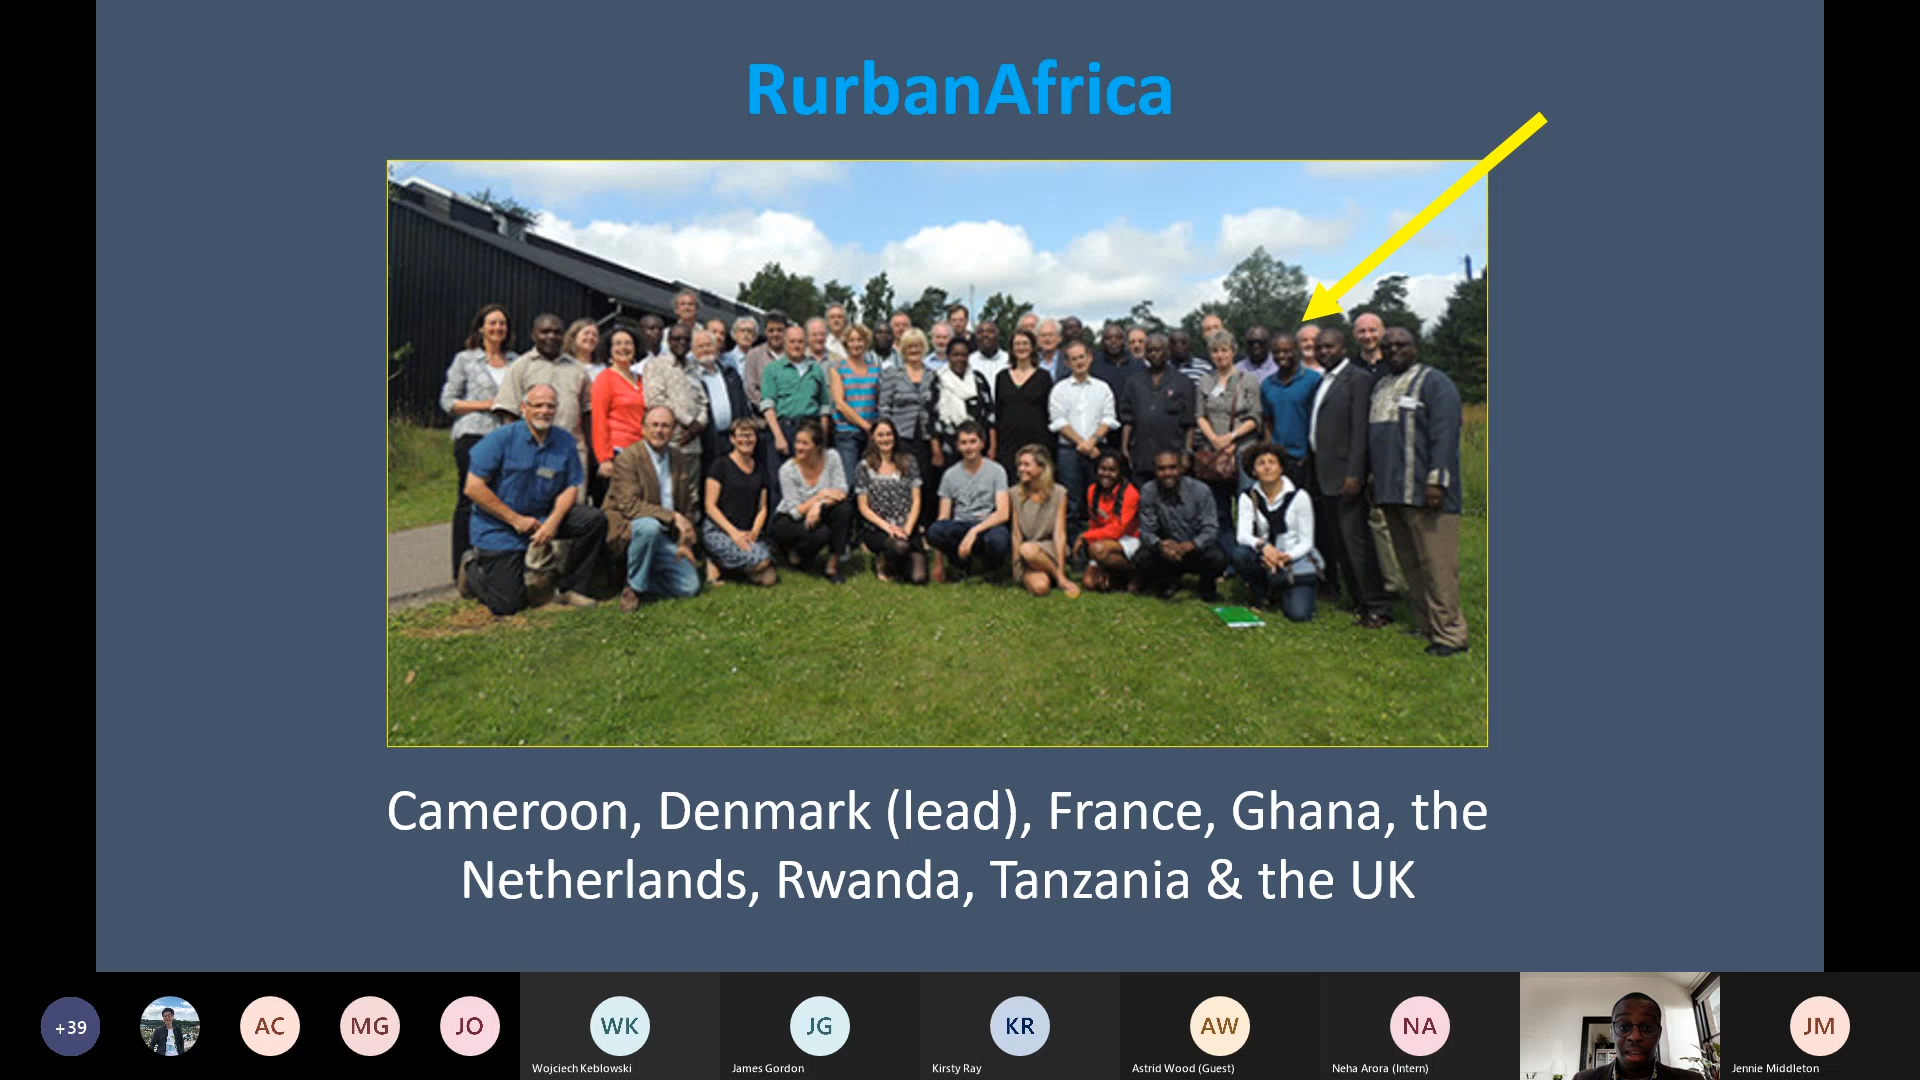 RurbanAfrica
Cameroon, Denmark (lead), France, Ghana, the
Netherlands, Rwanda, Tanzania & the UK
+39
AC
MG
JO
WK
JG
KR
AW
NA
JM
Wojciech Keblowski
James Gordon
Kirsty Ray
Astrid Wood (Guest)
Neha Arora (Intern)
Jennie Middleton